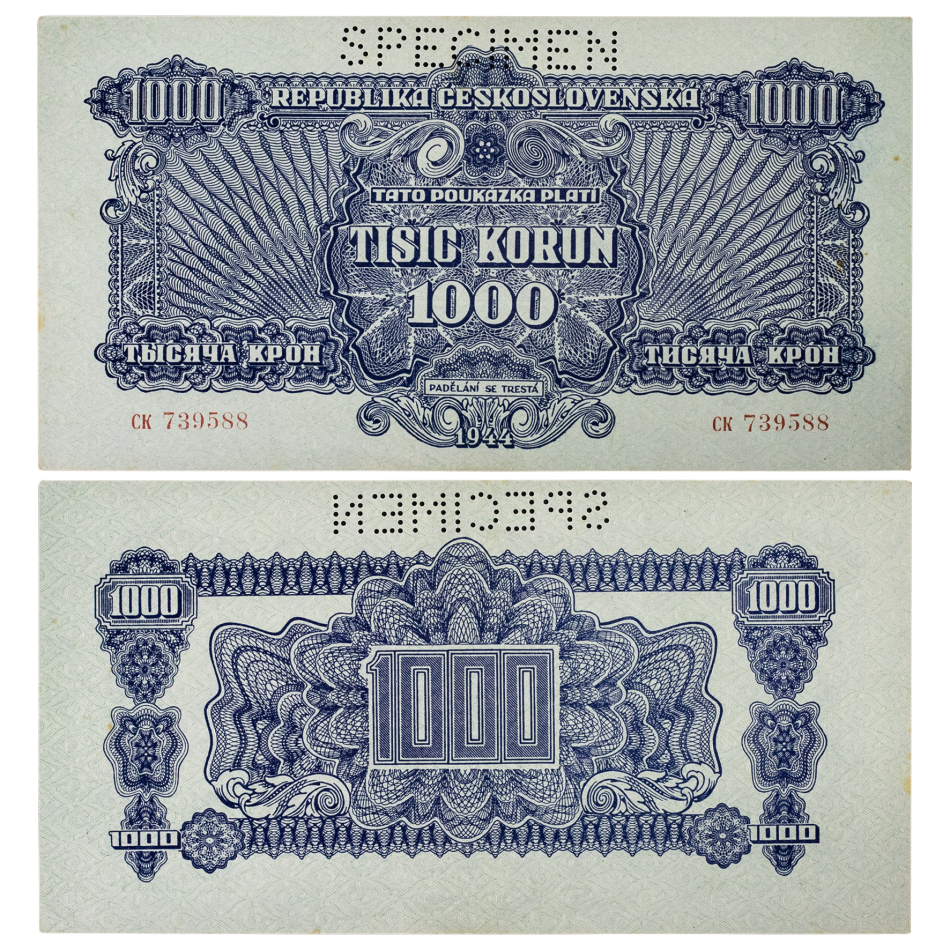 SPECIMEN
1000 REPUBLIKA ČESKOSLOVENSKÁ 1000
TATO POUKÁZKA PLATÍ
TISÍC KORUN
1000
ТЫСЯЧА КРОН ТИСЯЧА КРОН
PADĚLÁNÍ SE TRESTÁ
СК 739588 СК 739588
1944
SPECIMEN
1000 1000
1000
1000 1000